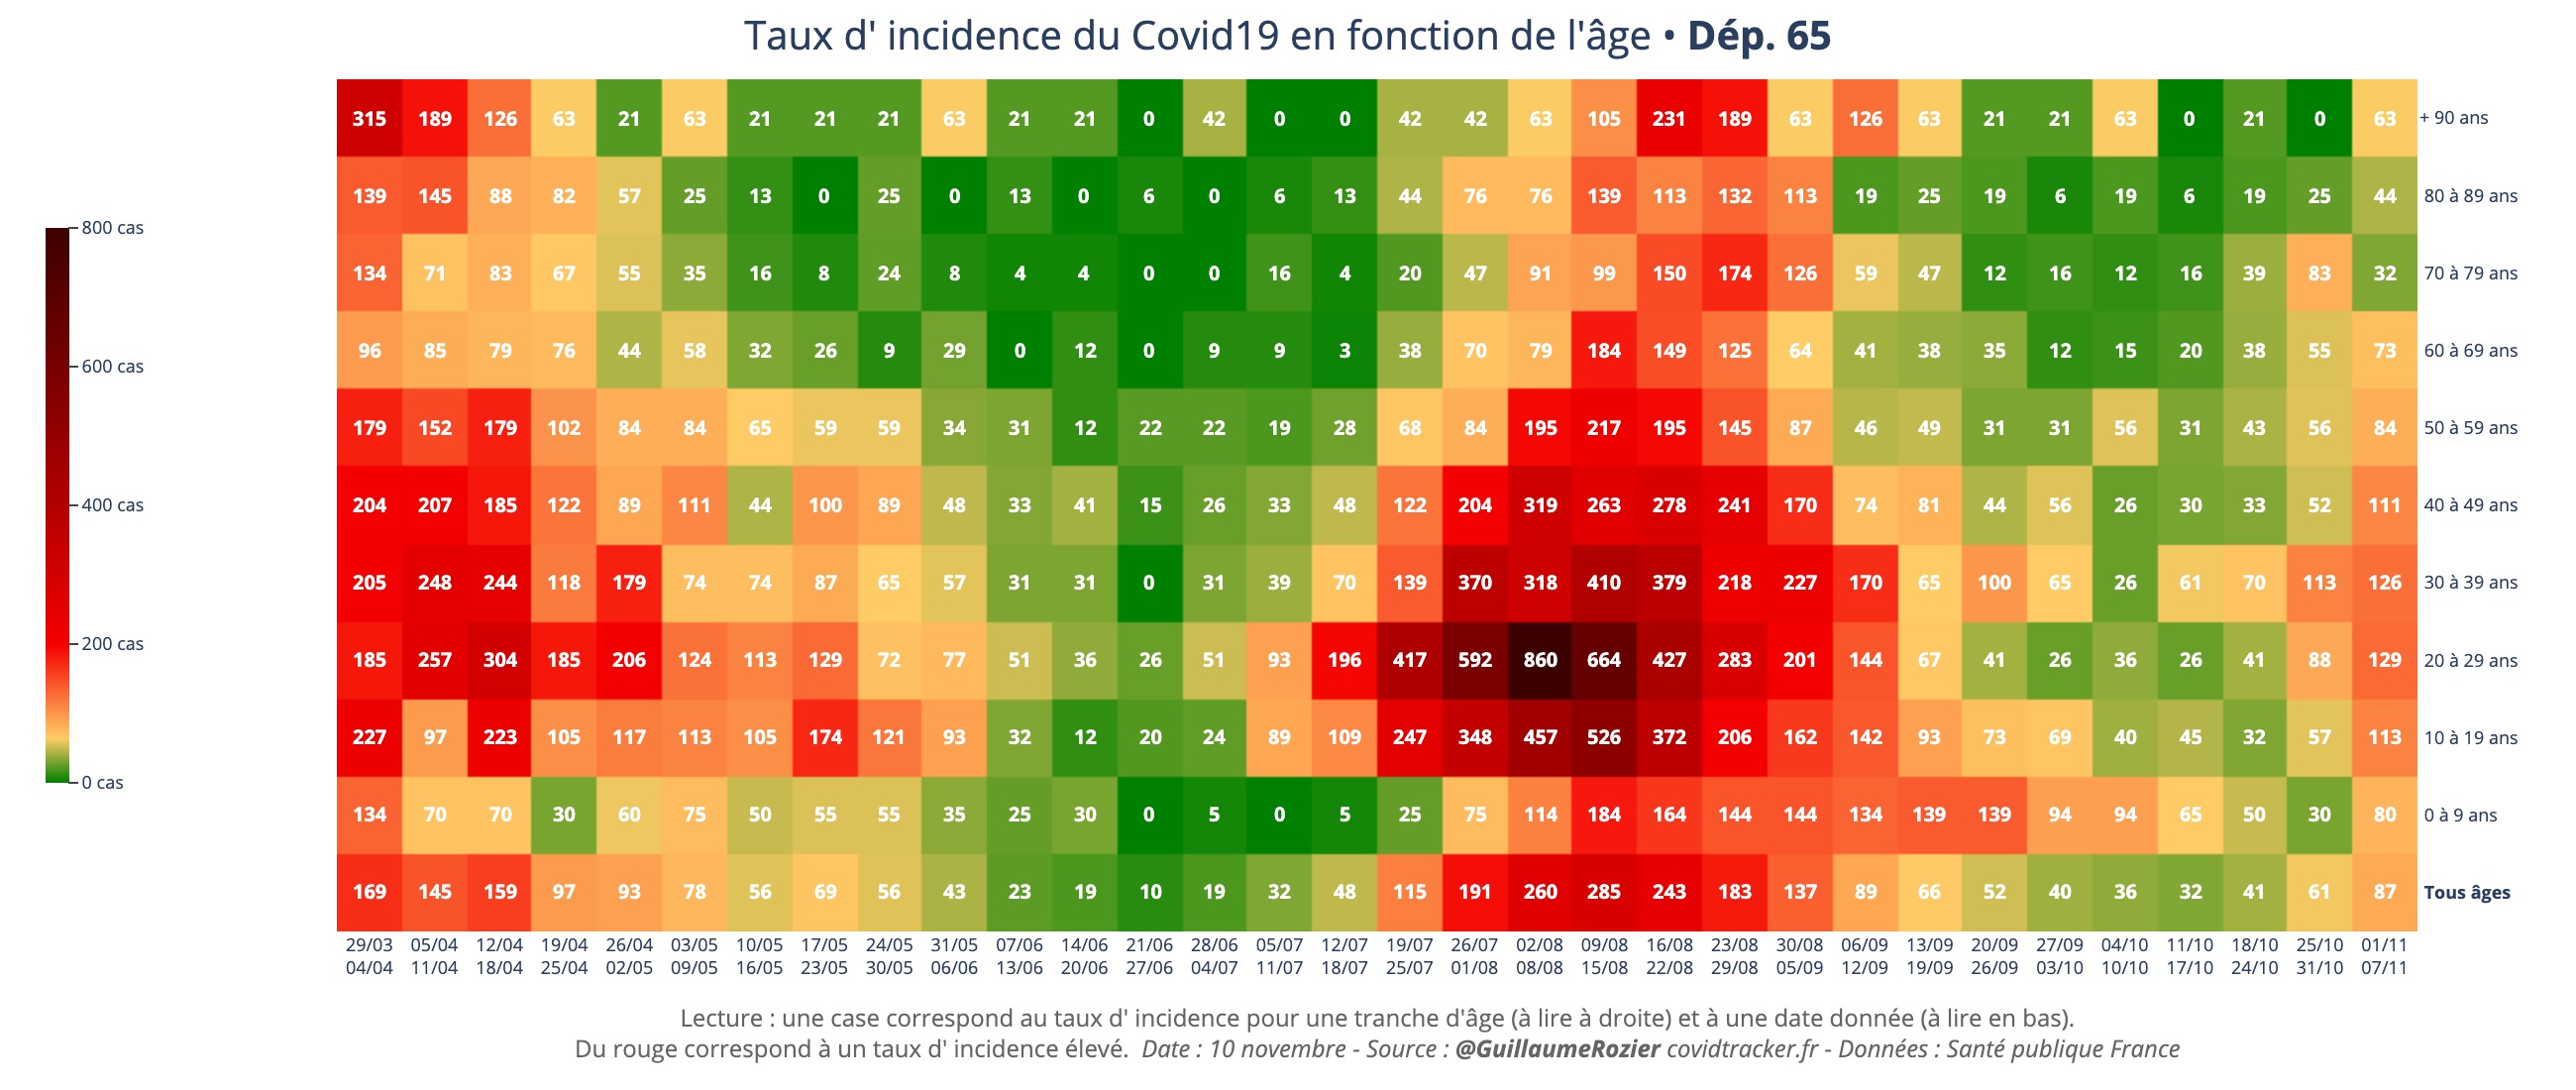 Taux d' incidence du Covid19 en fonction de l'âge • Dép. 65
800 cas
600 cas
400 cas
200 cas
0 cas
315 189 126 63 21 63 21 21 21 63 21 21 0 42 0 0 42 42 63 105 231 189 63 126 63 21 21 63 0 21 0 63 + 90 ans
139 145 88 82 57 25 13 0 25 0 13 0 6 0 6 13 44 76 76 139 113 132 113 19 25 19 6 19 6 19 25 44 80 à 89 ans
134 71 83 67 55 35 16 8 24 8 4 4 0 0 16 4 20 47 91 99 150 174 126 59 47 12 16 12 16 39 83 32 70 à 79 ans
96 85 79 76 44 58 32 26 9 29 0 12 0 9 9 3 38 70 79 184 149 125 64 41 38 35 12 15 20 38 55 73 60 à 69 ans
179 152 179 102 84 84 65 59 59 34 31 12 22 22 19 28 68 84 195 217 195 145 87 46 49 31 31 56 31 43 56 84 50 à 59 ans
204 207 185 122 89 111 44 100 89 48 33 41 15 26 33 48 122 204 319 263 278 241 170 74 81 44 56 26 30 33 52 111 40 à 49 ans
205 248 244 118 179 74 74 87 65 57 31 31 0 31 39 70 139 370 318 410 379 218 227 170 65 100 65 26 61 70 113 126 30 à 39 ans
185 257 304 185 206 124 113 129 72 77 51 36 26 51 93 196 417 592 860 664 427 283 201 144 67 41 26 36 26 41 88 129 20 à 29 ans
227 97 223 105 117 113 105 174 121 93 32 12 20 24 89 109 247 348 457 526 372 206 162 142 93 73 69 40 45 32 57 113 10 à 19 ans
134 70 70 30 60 75 50 55 55 35 25 30 0 5 0 5 25 75 114 184 164 144 144 134 139 139 94 94 65 50 30 80 0 à 9 ans
169 145 159 97 93 78 56 69 56 43 23 19 10 19 32 48 115 191 260 285 243 183 137 89 66 52 40 36 32 41 61 87 Tous âges
29/03 05/04 12/04 19/04 26/04 03/05 10/05 17/05 24/05 31/05 07/06 14/06 21/06 28/06 05/07 12/07 19/07 26/07 02/08 09/08 16/08 23/08 30/08 06/09 13/09 20/09 27/09 04/10 11/10 18/10 25/10 01/11
04/04 11/04 18/04 25/04 02/05 09/05 16/05 23/05 30/05 06/06 13/06 20/06 27/06 04/07 11/07 18/07 25/07 01/08 08/08 15/08 22/08 29/08 05/09 12/09 19/09 26/09 03/10 10/10 17/10 24/10 31/10 07/11
Lecture : une case correspond au taux d' incidence pour une tranche d'âge (à lire à droite) et à une date donnée (à lire en bas).
Du rouge correspond à un taux d' incidence élevé. Date : 10 novembre - Source : @GuillaumeRozier covidtracker.fr - Données : Santé publique France